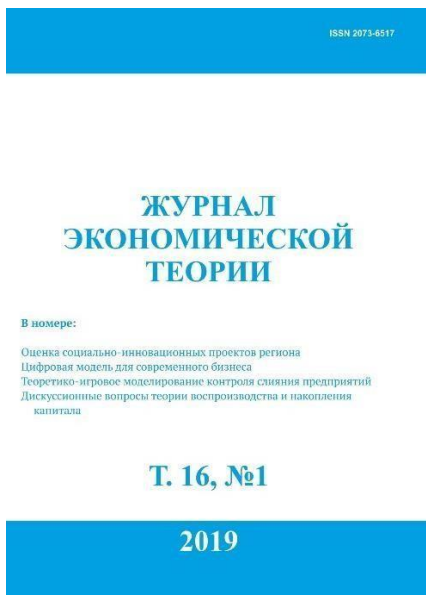 ISSN 2073-6517
ЖУРНАЛ
ЭКОНОМИЧЕСКОЙ
ТЕОРИИ
В номере:
Оценка социально-инновационных проектов региона
Цифровая модель для современного бизнеса
Теоретико-игровое моделирование контроля слияния предприятий
Дискуссионные вопросы теории воспроизводства и накопления
капитала
Т. 16, №1
2019